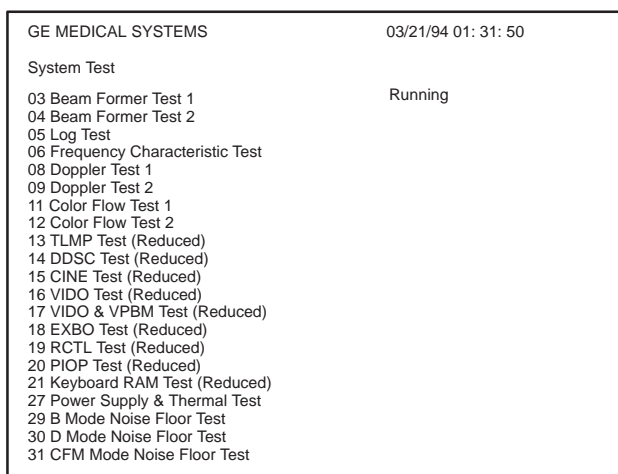 GE MEDICAL SYSTEMS 03/21/94 01: 31: 50
System Test
03 Beam Former Test 1 Running
04 Beam Former Test 2
05 Log Test
06 Frequency Characteristic Test
08 Doppler Test 1
09 Doppler Test 2
11 Color Flow Test 1
12 Color Flow Test 2
13 TLMP Test (Reduced)
14 DDSC Test (Reduced)
15 CINE Test (Reduced)
16 VIDO Test (Reduced)
17 VIDO & VPBM Test (Reduced)
18 EXBO Test (Reduced)
19 RCTL Test (Reduced)
20 PIOP Test (Reduced)
21 Keyboard RAM Test (Reduced)
27 Power Supply & Thermal Test
29 B Mode Noise Floor Test
30 D Mode Noise Floor Test
31 CFM Mode Noise Floor Test